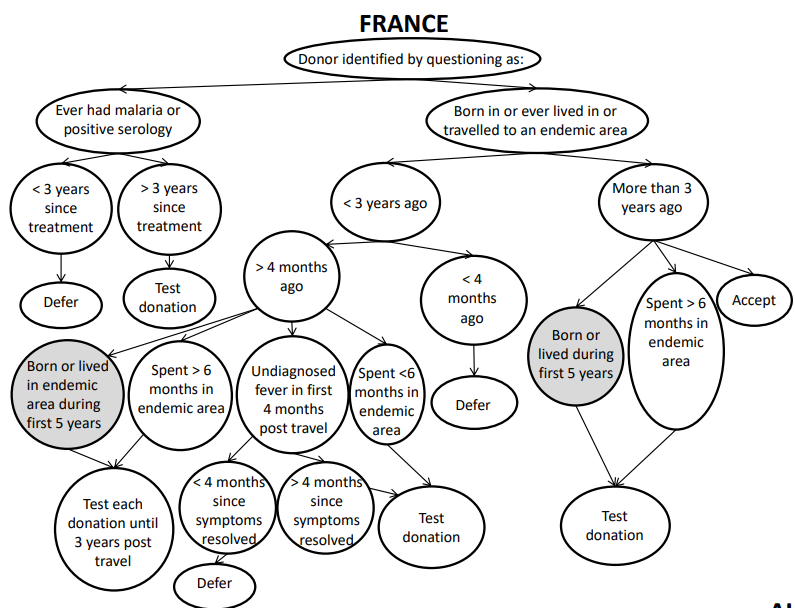 FRANCE
Donor identified by questioning as:
Ever had malaria or
positive serology
Born in or ever lived in or
travelled to an endemic area
< 3 years
since
treatment
> 3 years
since
treatment
< 3 years ago
More than 3
years ago
Defer
Test
donation
> 4 months
ago
< 4
months
ago
Born or
lived during
first 5 years
Spent > 6
months in
endemic
area
Accept
Born or lived
in endemic
area during
first 5 years
Spent > 6
months in
endemic area
Undiagnosed
fever in first
4 months
post travel
Spent <6
months in
endemic
area
Defer
Test each
donation until
3 years post
travel
< 4 months
since
symptoms
resolved
> 4 months
since
symptoms
resolved
Test
donation
Test
donation
Defer